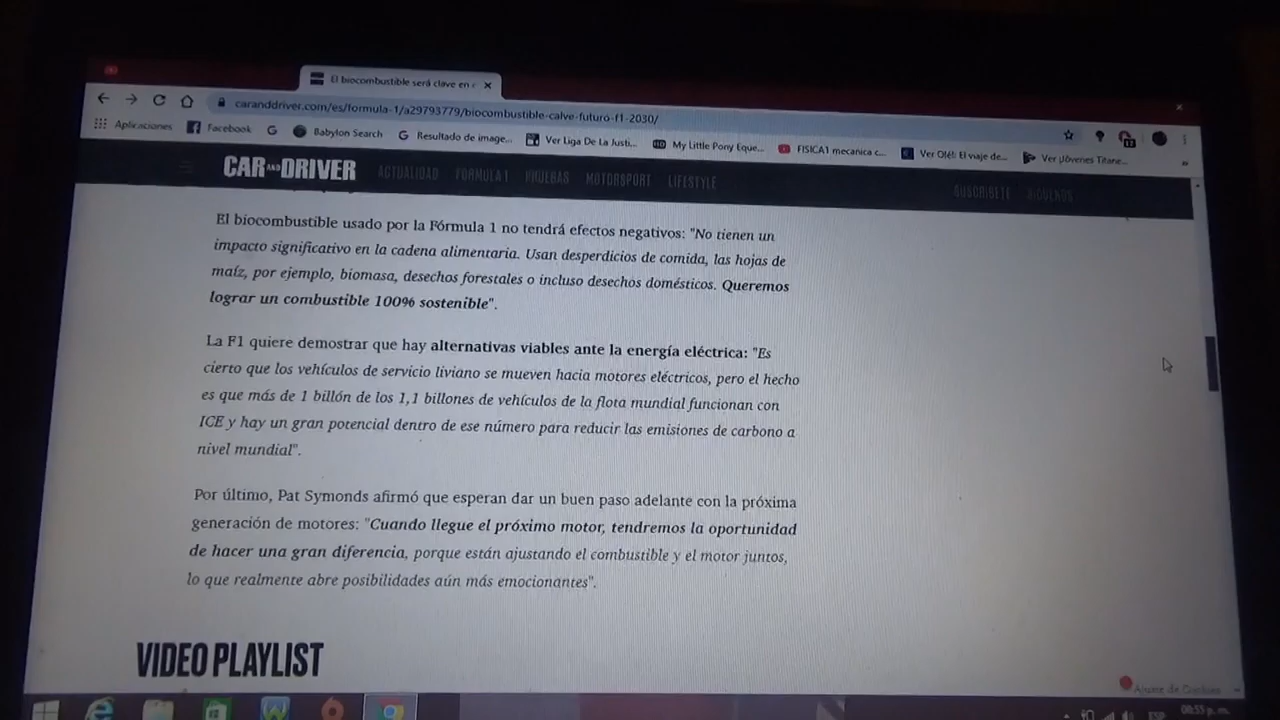 El biocombustible será clave en
caranddriver.com/es/formula-1/a29793779/biocombustible-calve-futuro-f1-2030/
Aplicaciones Facebook Babylon Search Resultado de image... Ver Liga De La Justi... My Little Pony Eque... FISICA1 mecanica c... Ver Olé!: El viaje de... Ver ¡Jóvenes Titane...
CAR AND DRIVER ACTUALIDAD FORMULA 1 PRUEBAS MOTORSPORT LIFESTYLE SUSCRÍBETE SÍGUENOS
El biocombustible usado por la Fórmula 1 no tendrá efectos negativos: "No tienen un
impacto significativo en la cadena alimentaria. Usan desperdicios de comida, las hojas de
maíz, por ejemplo, biomasa, desechos forestales o incluso desechos domésticos. Queremos
lograr un combustible 100% sostenible".
La F1 quiere demostrar que hay alternativas viables ante la energía eléctrica: "Es
cierto que los vehículos de servicio liviano se mueven hacia motores eléctricos, pero el hecho
es que más de 1 billón de los 1,1 billones de vehículos de la flota mundial funcionan con
ICE y hay un gran potencial dentro de ese número para reducir las emisiones de carbono a
nivel mundial".
Por último, Pat Symonds afirmó que esperan dar un buen paso adelante con la próxima
generación de motores: "Cuando llegue el próximo motor, tendremos la oportunidad
de hacer una gran diferencia, porque están ajustando el combustible y el motor juntos,
lo que realmente abre posibilidades aún más emocionantes".
VIDEO PLAYLIST
Ajuste de Cookies
ESP 08:55 p. m.